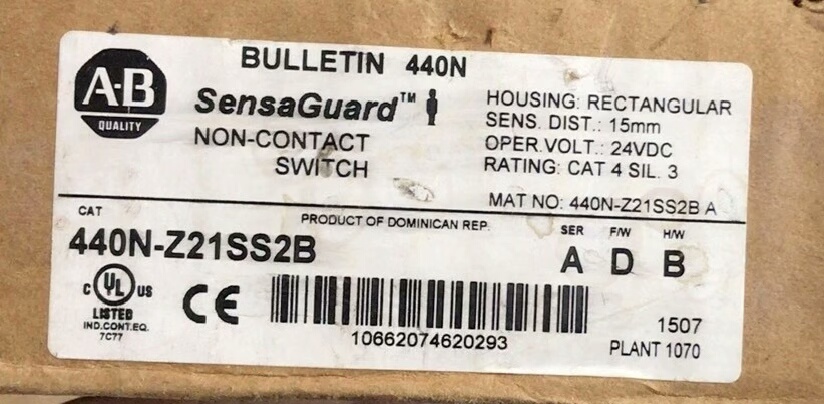 A-B
QUALITY
BULLETIN 440N
SensaGuard™
NON-CONTACT
SWITCH
HOUSING: RECTANGULAR
SENS. DIST.: 15mm
OPER.VOLT.: 24VDC
RATING: CAT 4 SIL. 3
MAT NO: 440N-Z21SS2B A
CAT
PRODUCT OF DOMINICAN REP.
440N-Z21SS2B
SER F/W H/W
A D B
C UL US
LISTED
IND.CONT.EQ.
7C77
CE
10662074620293
1507
PLANT 1070